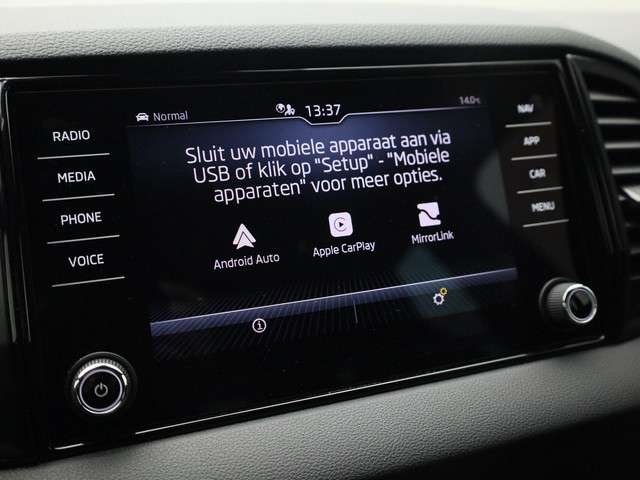 Normal
13:37
14.0°C
RADIO
MEDIA
PHONE
VOICE
Sluit uw mobiele apparaat aan via
USB of klik op "Setup" - "Mobiele
apparaten" voor meer opties.
Android Auto
Apple CarPlay
MirrorLink
NAV
APP
CAR
MENU